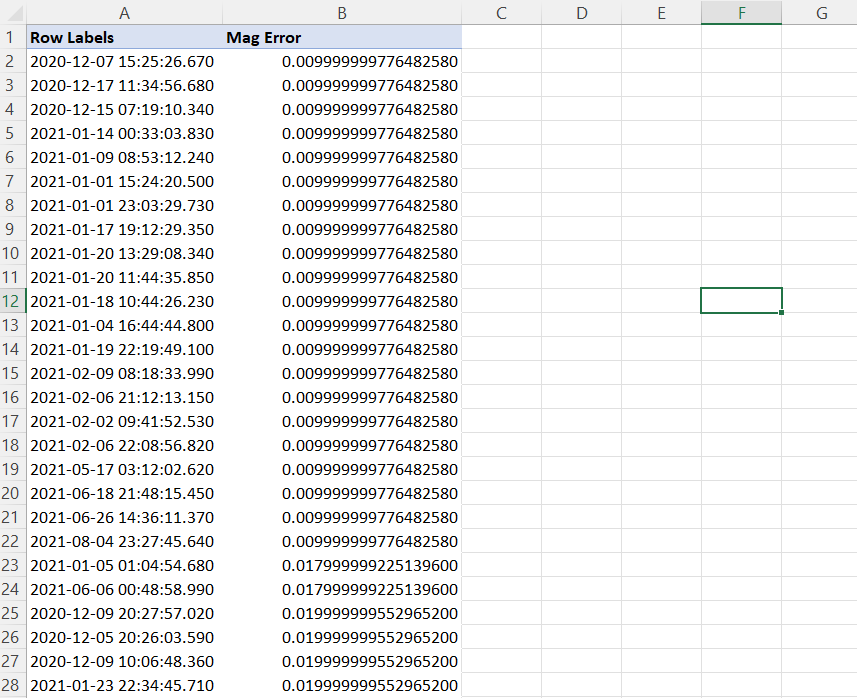 A B C D E F G
1 Row Labels Mag Error
2 2020-12-07 15:25:26.670 0.009999999776482580
3 2020-12-17 11:34:56.680 0.009999999776482580
4 2020-12-15 07:19:10.340 0.009999999776482580
5 2021-01-14 00:33:03.830 0.009999999776482580
6 2021-01-09 08:53:12.240 0.009999999776482580
7 2021-01-01 15:24:20.500 0.009999999776482580
8 2021-01-01 23:03:29.730 0.009999999776482580
9 2021-01-17 19:12:29.350 0.009999999776482580
10 2021-01-20 13:29:08.340 0.009999999776482580
11 2021-01-20 11:44:35.850 0.009999999776482580
12 2021-01-18 10:44:26.230 0.009999999776482580
13 2021-01-04 16:44:44.800 0.009999999776482580
14 2021-01-19 22:19:49.100 0.009999999776482580
15 2021-02-09 08:18:33.990 0.009999999776482580
16 2021-02-06 21:12:13.150 0.009999999776482580
17 2021-02-02 09:41:52.530 0.009999999776482580
18 2021-02-06 22:08:56.820 0.009999999776482580
19 2021-05-17 03:12:02.620 0.009999999776482580
20 2021-06-18 21:48:15.450 0.009999999776482580
21 2021-06-26 14:36:11.370 0.009999999776482580
22 2021-08-04 23:27:45.640 0.009999999776482580
23 2021-01-05 01:04:54.680 0.017999999225139600
24 2021-06-06 00:48:58.990 0.017999999225139600
25 2020-12-09 20:27:57.020 0.019999999552965200
26 2020-12-05 20:26:03.590 0.019999999552965200
27 2020-12-09 10:06:48.360 0.019999999552965200
28 2021-01-23 22:34:45.710 0.019999999552965200